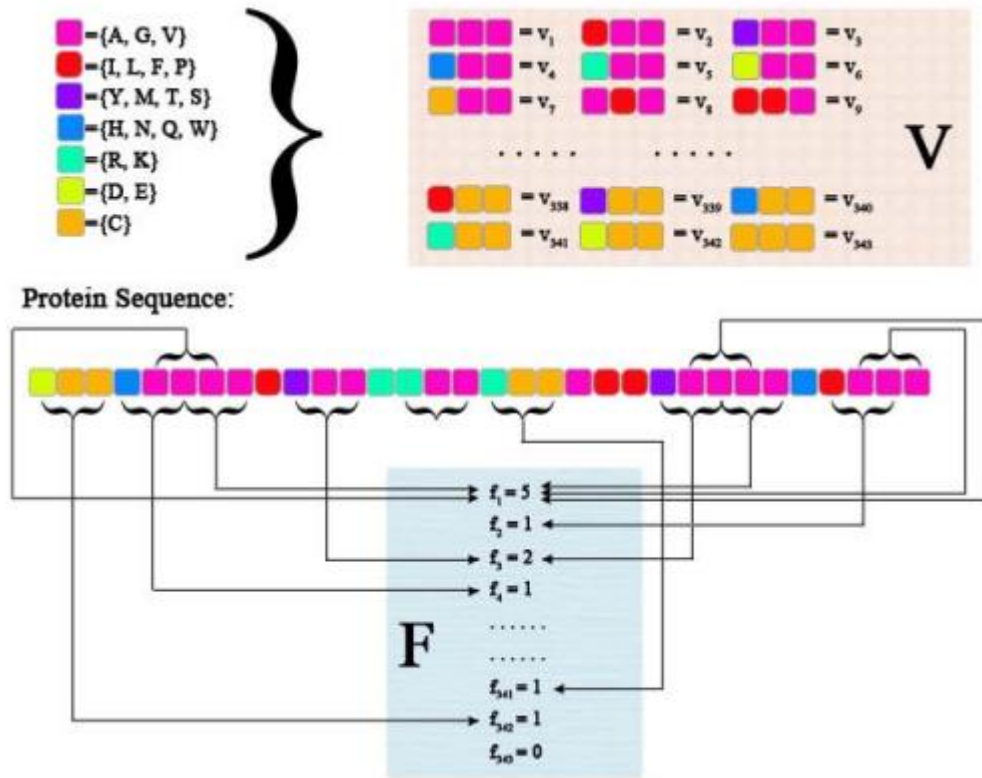 ={A, G, V}
={I, L, F, P}
={Y, M, T, S}
={H, N, Q, W}
={R, K}
={D, E}
={C}
= v₁ = v₂ = v₃
= v₄ = v₅ = v₆
= v₇ = v₈ = v₉
. . . . . . . . . .
= v₃₃₈ = v₃₃₉ = v₃₄₀
= v₃₄₁ = v₃₄₂ = v₃₄₃
V
Protein Sequence:
f₁ = 5
f₂ = 1
f₃ = 2
f₄ = 1
. . . . . .
. . . . . .
F
f₃₄₁ = 1
f₃₄₂ = 1
f₃₄₃ = 0